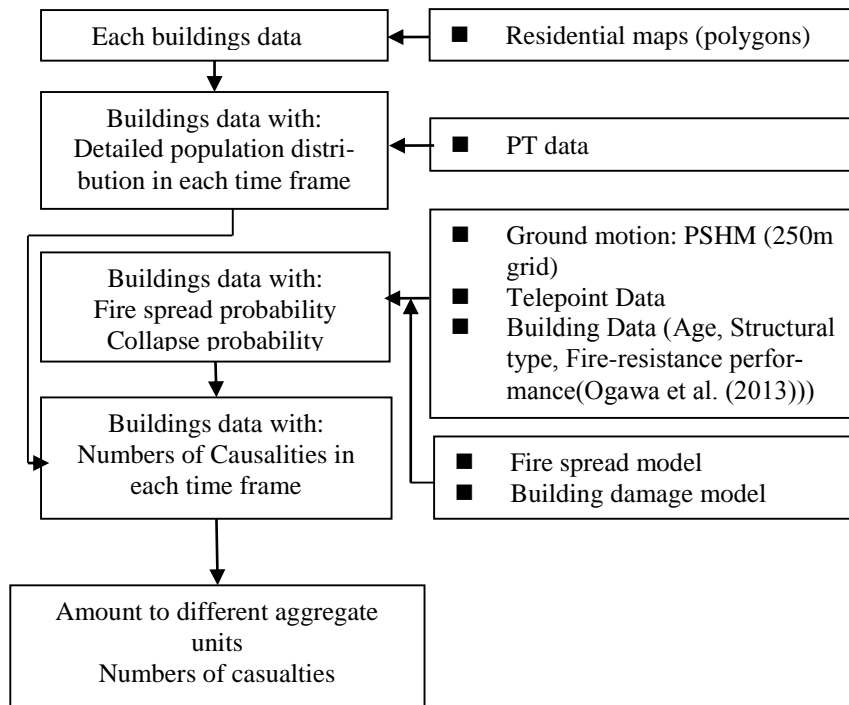 Each buildings data
■ Residential maps (polygons)
Buildings data with:
Detailed population distri-
bution in each time frame
■ PT data
■ Ground motion: PSHM (250m
grid)
■ Telepoint Data
■ Building Data (Age, Structural
type, Fire-resistance perfor-
mance(Ogawa et al. (2013)))
Buildings data with:
Fire spread probability
Collapse probability
Buildings data with:
Numbers of Causalities in
each time frame
■ Fire spread model
■ Building damage model
Amount to different aggregate
units
Numbers of casualties